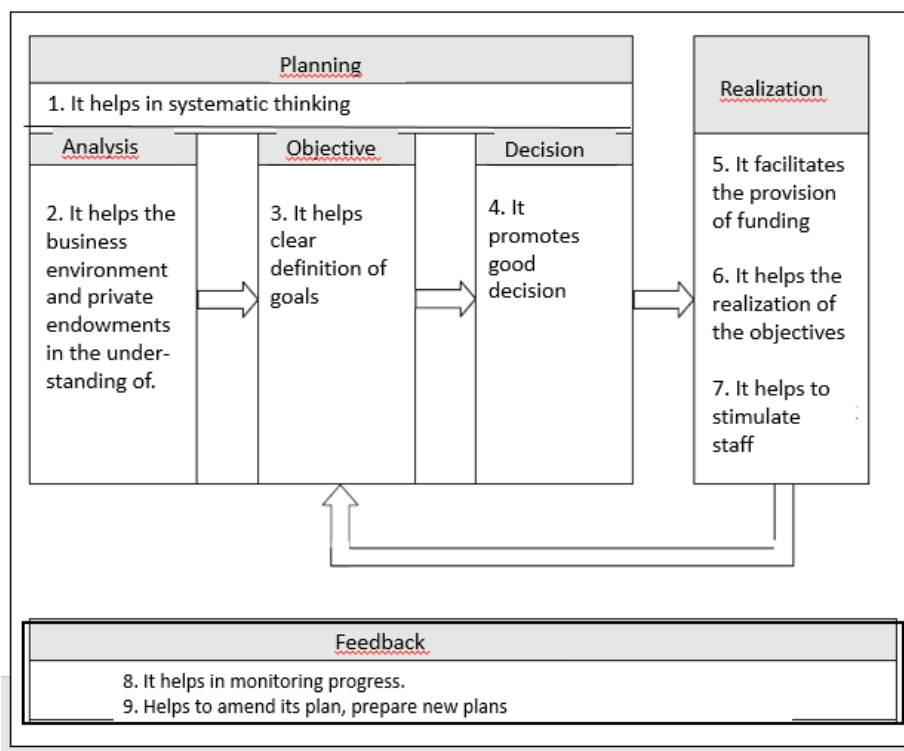 Planning
1. It helps in systematic thinking
Analysis
2. It helps the
business
environment
and private
endowments
in the under-
standing of.
Objective
3. It helps
clear
definition of
goals
Decision
4. It
promotes
good
decision
Realization
5. It facilitates
the provision
of funding
6. It helps the
realization of
the objectives
7. It helps to
stimulate
staff
Feedback
8. It helps in monitoring progress.
9. Helps to amend its plan, prepare new plans